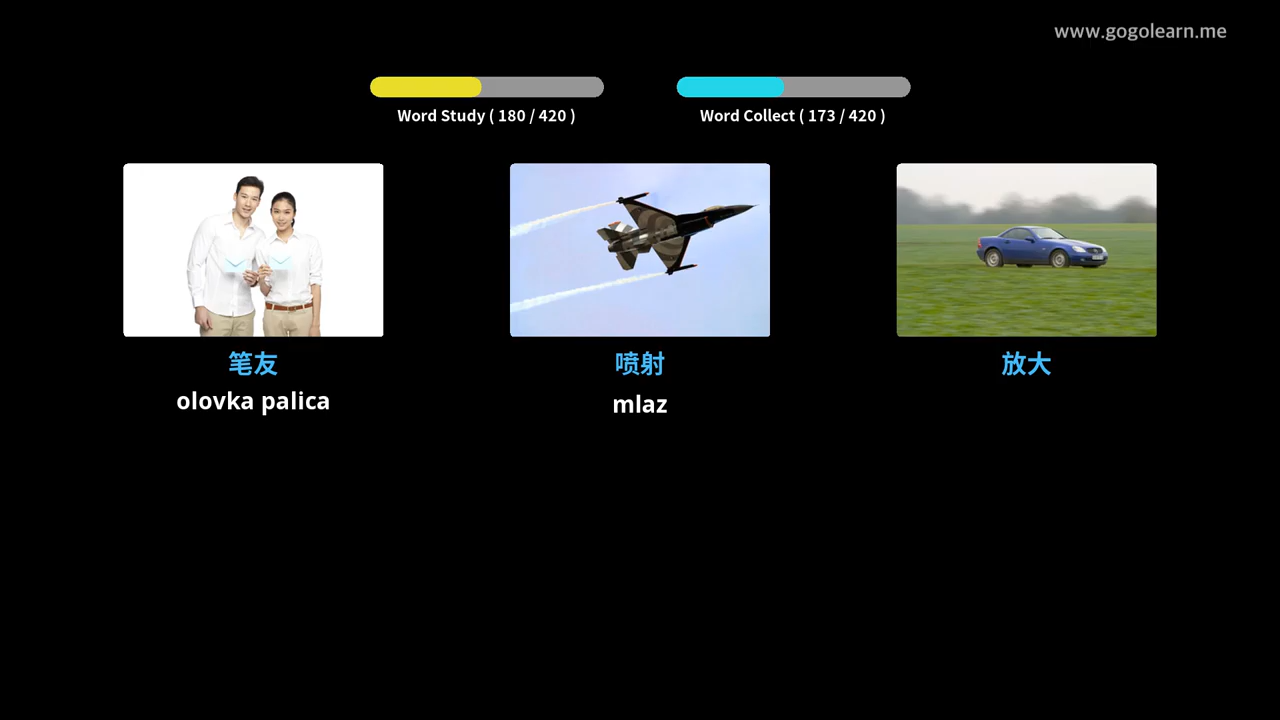 www.gogolearn.me
Word Study ( 180 / 420 )
Word Collect ( 173 / 420 )
笔友
喷射
放大
olovka palica
mlaz